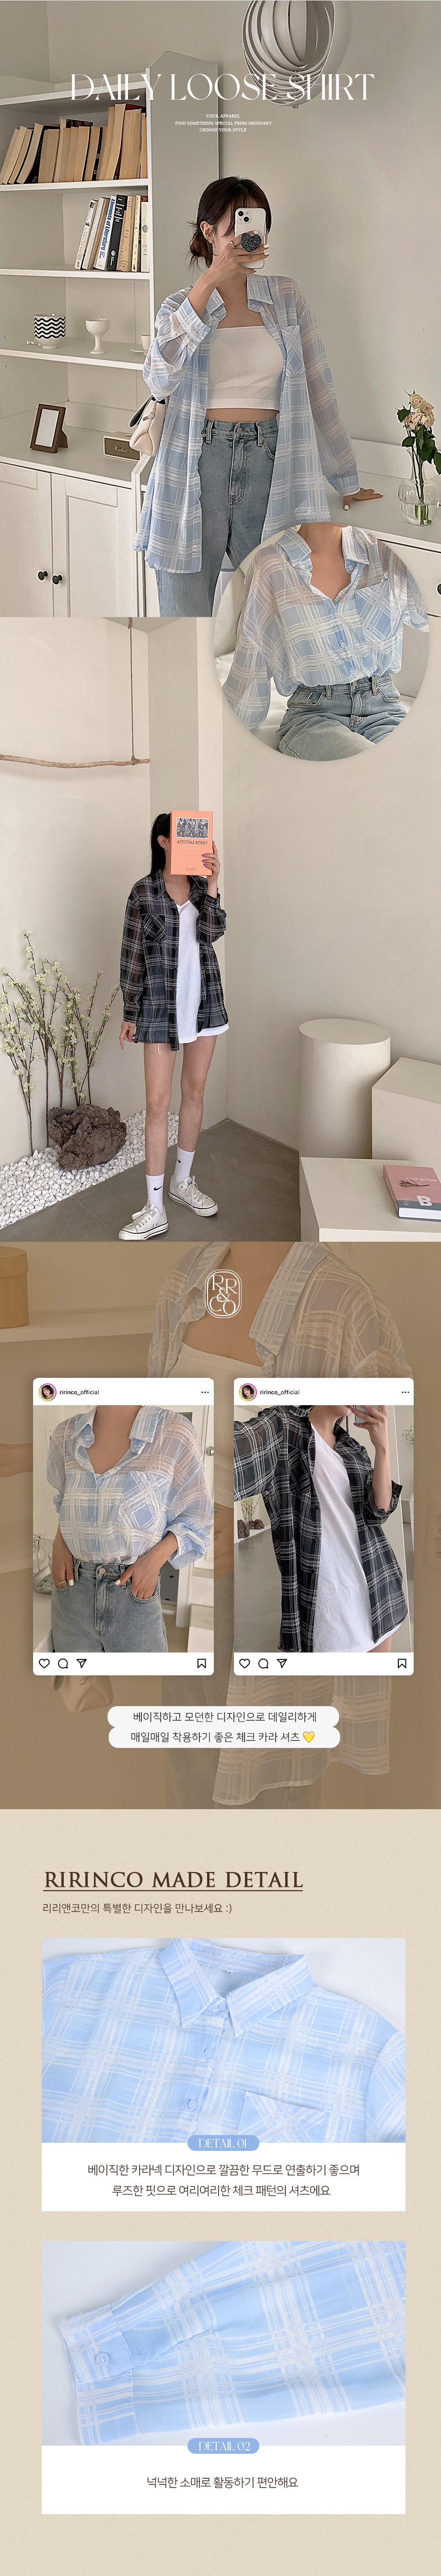 DAILY LOOSE SHIRT
YOUR APPAREL
FIND SOMETHING SPECIAL FROM ORDINARY.
CHOOSE YOUR STYLE
RR
&
CO
ririnco_official
ririnco_official
베이직하고 모던한 디자인으로 데일리하게
매일매일 착용하기 좋은 체크 카라 셔츠 💛
RIRINCO MADE DETAIL
리리앤코만의 특별한 디자인을 만나보세요 :)
DETAIL 01
베이직한 카라넥 디자인으로 깔끔한 무드로 연출하기 좋으며
루즈한 핏으로 여리여리한 체크 패턴의 셔츠에요
DETAIL 02
넉넉한 소매로 활동하기 편안해요